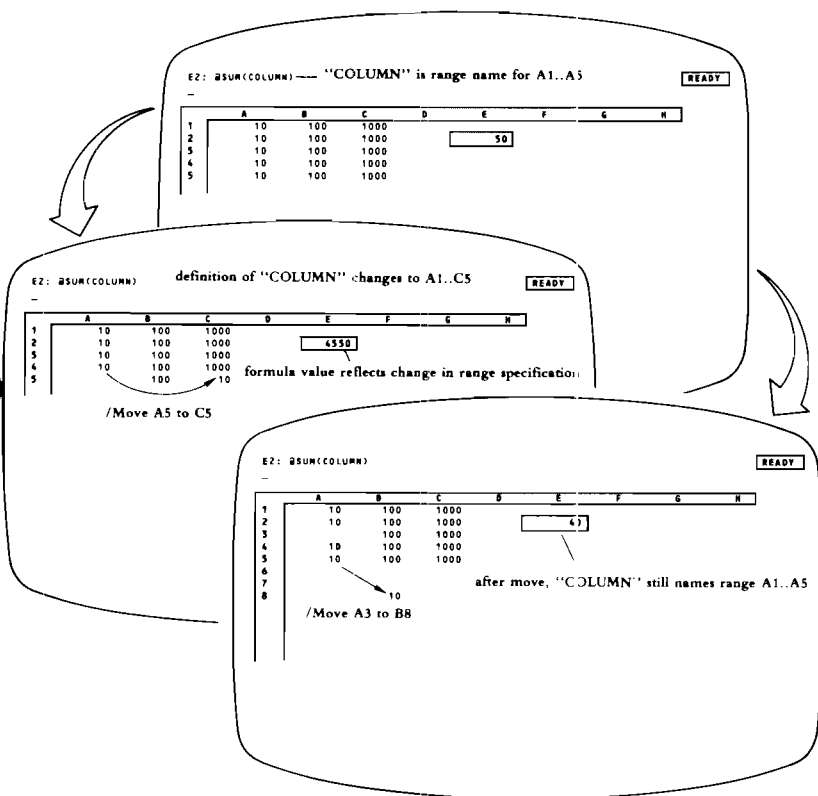 E2: @SUM(COLUMN) — “COLUMN” is range name for A1..A5 READY
A B C D E F G H
1 10 100 1000
2 10 100 1000 50
3 10 100 1000
4 10 100 1000
5 10 100 1000
E2: @SUM(COLUMN) definition of “COLUMN” changes to A1..C5 READY
A B C D E F G H
1 10 100 1000
2 10 100 1000 4550
3 10 100 1000
4 10 100 1000
5 100 10
formula value reflects change in range specification
/Move A5 to C5
E2: @SUM(COLUMN) READY
A B C D E F G H
1 10 100 1000
2 10 100 1000
3 100 1000
4 10 100 1000
5 10 100 1000
6
7
8 10
after move, “COLUMN” still names range A1..A5
/Move A3 to B8